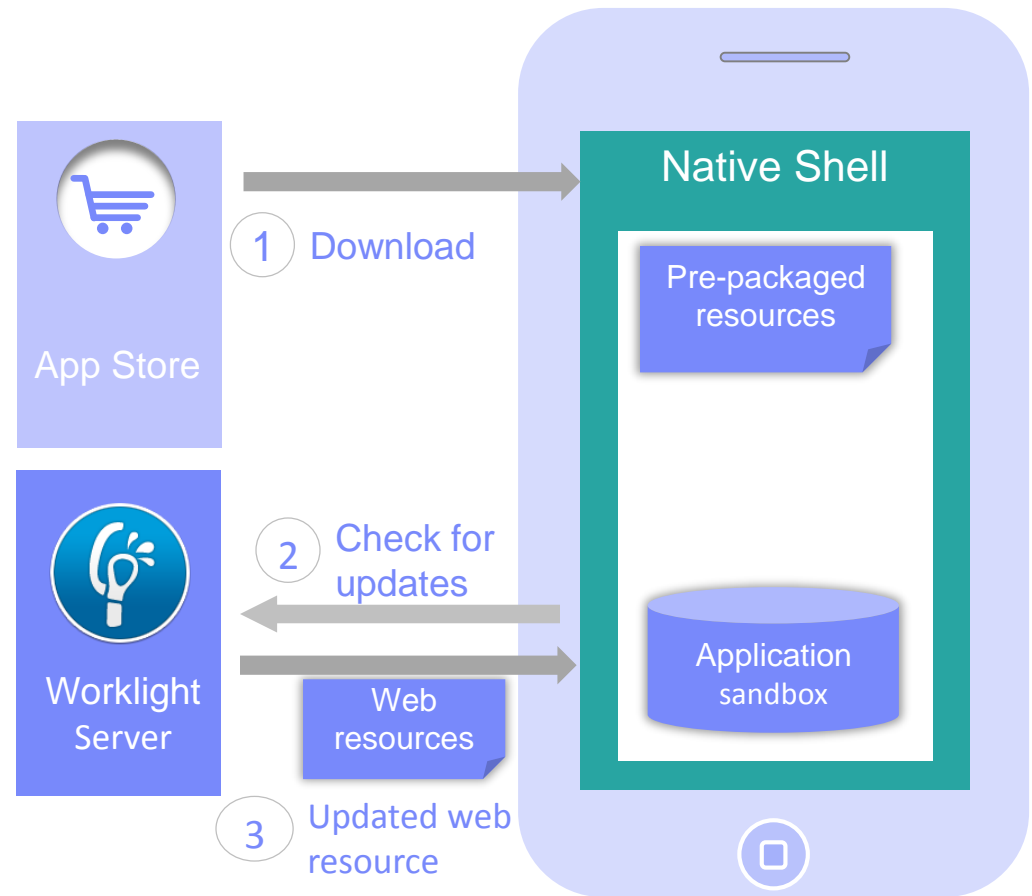 Native Shell
1
Download
Pre-packaged
resources
App Store
2
Check for
updates
Application
sandbox
Worklight
Server
Web
resources
3
Updated web
resource